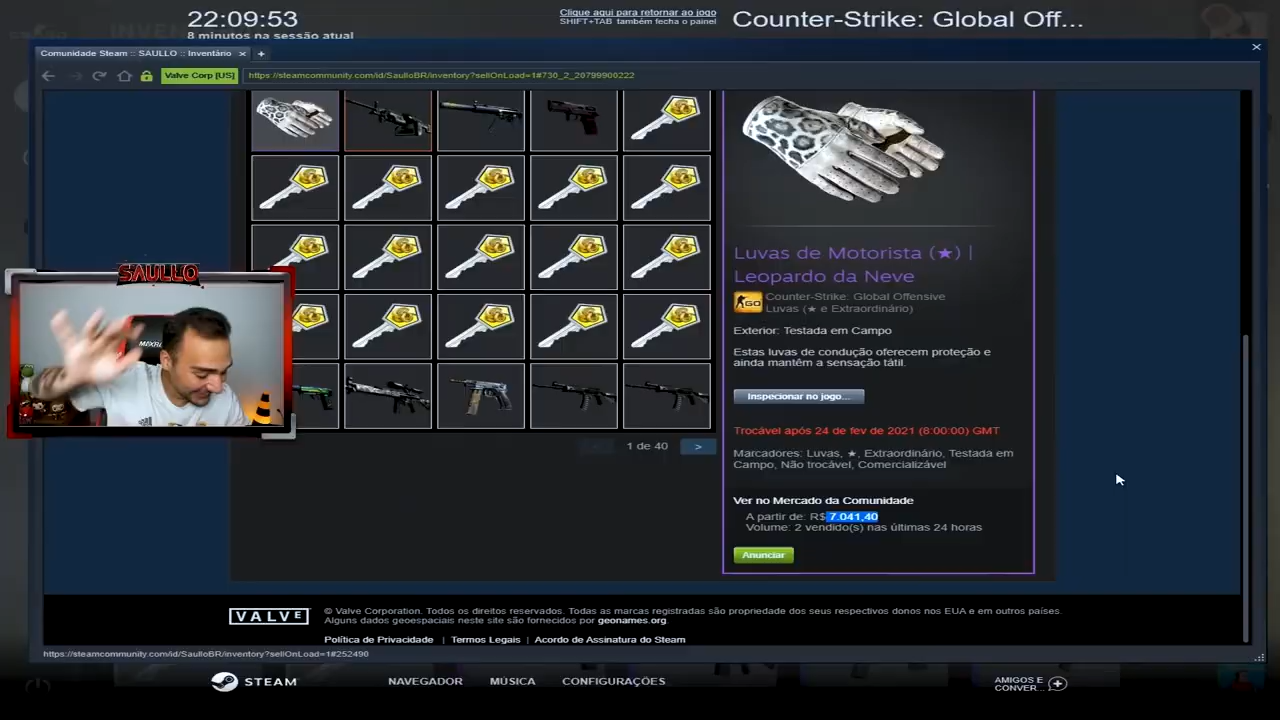 22:09:53
8 minutos na sessão atual
Clique aqui para retornar ao jogo
SHIFT+TAB também fecha o painel
Counter-Strike: Global Off...
Comunidade Steam :: SAULLO :: Inventário
Valve Corp [US]
https://steamcommunity.com/id/SaulloBR/inventory?sellOnLoad=1#730_2_20799900222
Luvas de Motorista (★) |
Leopardo da Neve
GO
Counter-Strike: Global Offensive
Luvas (★ e Extraordinário)
Exterior: Testada em Campo
Estas luvas de condução oferecem proteção e
ainda mantêm a sensação tátil.
Inspecionar no jogo...
Trocável após 24 de fev de 2021 (8:00:00) GMT
Marcadores: Luvas, ★, Extraordinário, Testada em
Campo, Não trocável, Comercializável
Ver no Mercado da Comunidade
A partir de: R$ 7.041,40
Volume: 2 vendido(s) nas últimas 24 horas
Anunciar
SAULLO
1 de 40
>
VALVE
© Valve Corporation. Todos os direitos reservados. Todas as marcas registradas são propriedade dos seus respectivos donos nos EUA e em outros países.
Alguns dados geoespaciais neste site são fornecidos por geonames.org.
Política de Privacidade | Termos Legais | Acordo de Assinatura do Steam
https://steamcommunity.com/id/SaulloBR/inventory?sellOnLoad=1#252490
STEAM
NAVEGADOR
MÚSICA
CONFIGURAÇÕES
AMIGOS E
CONVER...